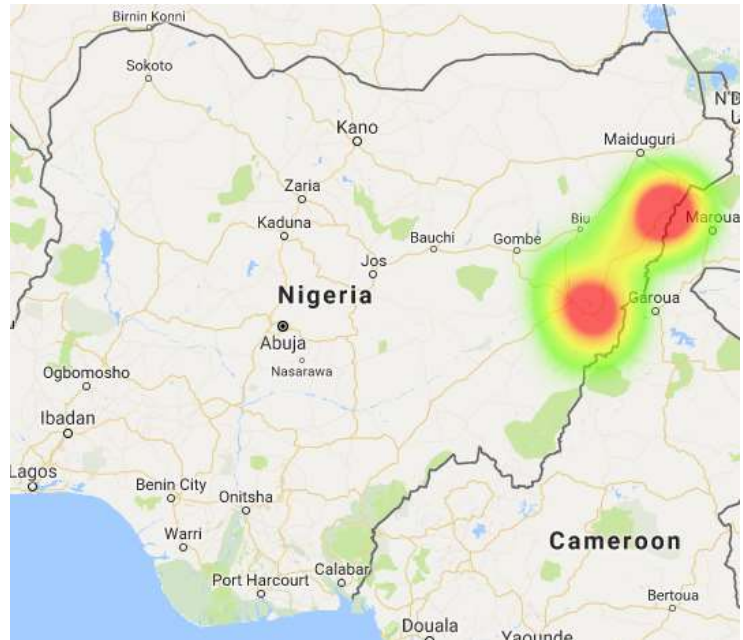 Birnin Konni
Sokoto
N'D
Kano
Maiduguri
Zaria
Kaduna
Biu
Maroua
Bauchi
Gombe
Jos
Nigeria
Garoua
Abuja
Nasarawa
Ogbomosho
Ibadan
Lagos
Benin City
Onitsha
Warri
Cameroon
Port Harcourt
Calabar
Bertoua
Douala
Yaounde